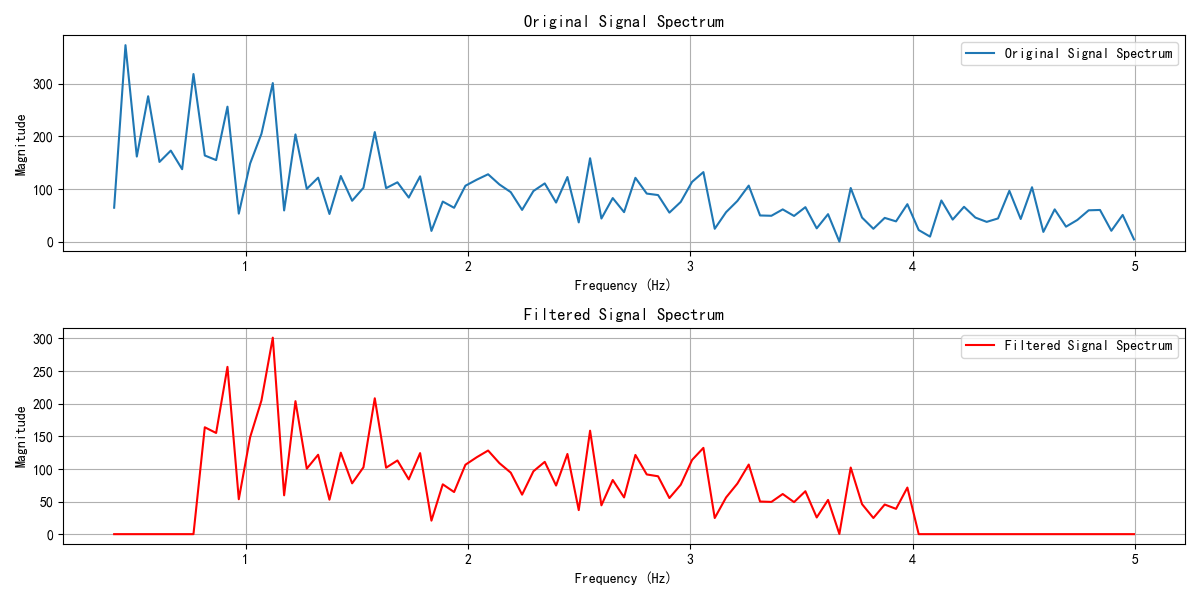 Original Signal Spectrum
Original Signal Spectrum
Magnitude
300
200
100
0
1 2 3 4 5
Frequency (Hz)
Filtered Signal Spectrum
Filtered Signal Spectrum
Magnitude
300
250
200
150
100
50
0
1 2 3 4 5
Frequency (Hz)